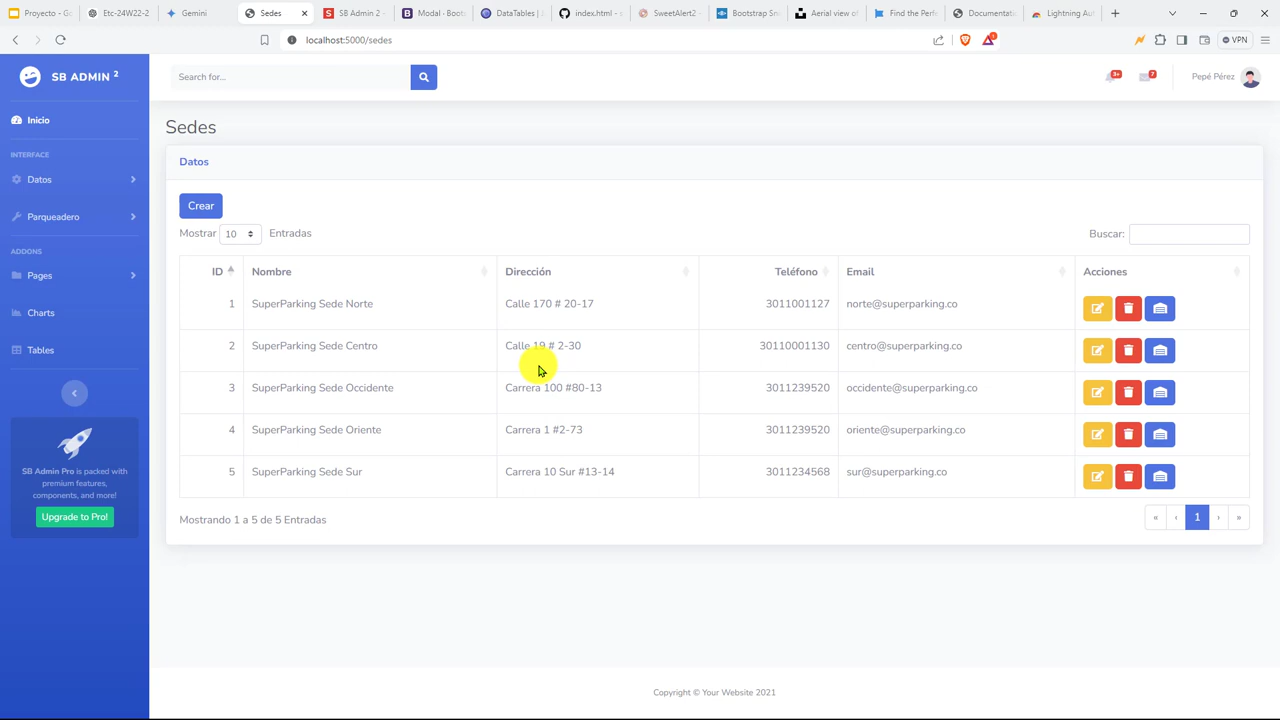 Proyecto - G
Etc-24W22-2
Gemini
Sedes
SB Admin 2 -
Modal · Boots
DataTables |
index.html -
SweetAlert2 -
Bootstrap Sn
Aerial view of
Find the Perf
Documentat
Lightning Au
localhost:5000/sedes
VPN
SB ADMIN 2
Search for...
3+
7
Pepé Pérez
Inicio
INTERFACE
Datos
Parqueadero
ADDONS
Pages
Charts
Tables
SB Admin Pro is packed with
premium features,
components, and more!
Upgrade to Pro!
Sedes
Datos
Crear
Mostrar 10 Entradas
Buscar:
ID Nombre Dirección Teléfono Email Acciones
1 SuperParking Sede Norte Calle 170 # 20-17 3011001127 norte@superparking.co
2 SuperParking Sede Centro Calle 19 # 2-30 30110001130 centro@superparking.co
3 SuperParking Sede Occidente Carrera 100 #80-13 3011239520 occidente@superparking.co
4 SuperParking Sede Oriente Carrera 1 #2-73 3011239520 oriente@superparking.co
5 SuperParking Sede Sur Carrera 10 Sur #13-14 3011234568 sur@superparking.co
Mostrando 1 a 5 de 5 Entradas
« ‹ 1 › »
Copyright © Your Website 2021